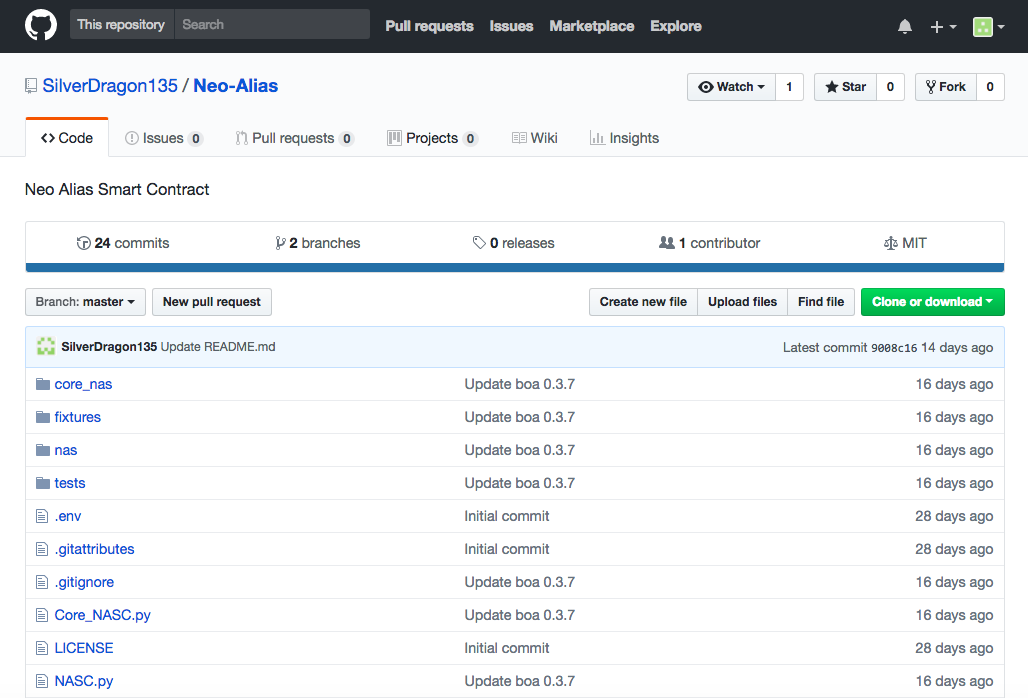 This repository Search Pull requests Issues Marketplace Explore
SilverDragon135 / Neo-Alias Watch 1 Star 0 Fork 0
Code Issues 0 Pull requests 0 Projects 0 Wiki Insights
Neo Alias Smart Contract
24 commits 2 branches 0 releases 1 contributor MIT
Branch: master New pull request Create new file Upload files Find file Clone or download
SilverDragon135 Update README.md Latest commit 9008c16 14 days ago
core_nas Update boa 0.3.7 16 days ago
fixtures Update boa 0.3.7 16 days ago
nas Update boa 0.3.7 16 days ago
tests Update boa 0.3.7 16 days ago
.env Initial commit 28 days ago
.gitattributes Initial commit 28 days ago
.gitignore Update boa 0.3.7 16 days ago
Core_NASC.py Update boa 0.3.7 16 days ago
LICENSE Initial commit 28 days ago
NASC.py Update boa 0.3.7 16 days ago